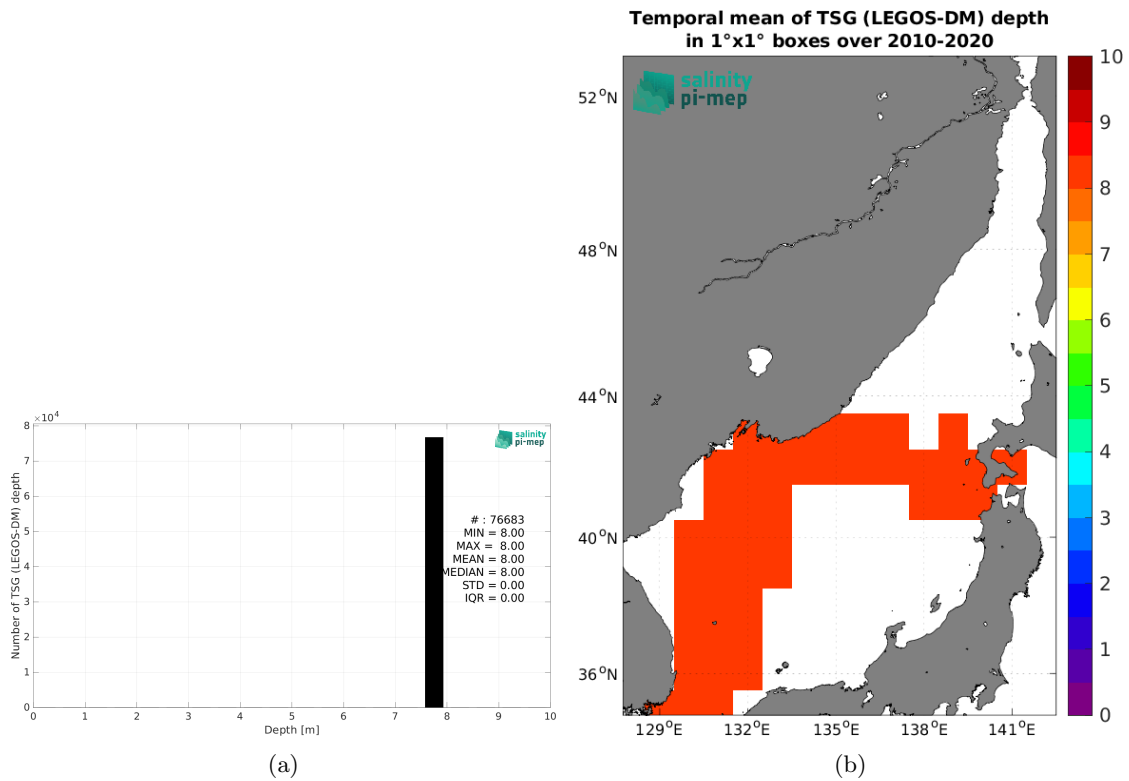 ×10⁴
8
7
6
5
4
3
2
1
0
Number of TSG (LEGOS-DM) depth
salinity
pi-mep
# : 76683
MIN = 8.00
MAX = 8.00
MEAN = 8.00
MEDIAN = 8.00
STD = 0.00
IQR = 0.00
0 1 2 3 4 5 6 7 8 9 10
Depth [m]
(a)
Temporal mean of TSG (LEGOS-DM) depth
in 1°x1° boxes over 2010-2020
salinity
pi-mep
52°N
48°N
44°N
40°N
36°N
129°E 132°E 135°E 138°E 141°E
10
9
8
7
6
5
4
3
2
1
0
(b)